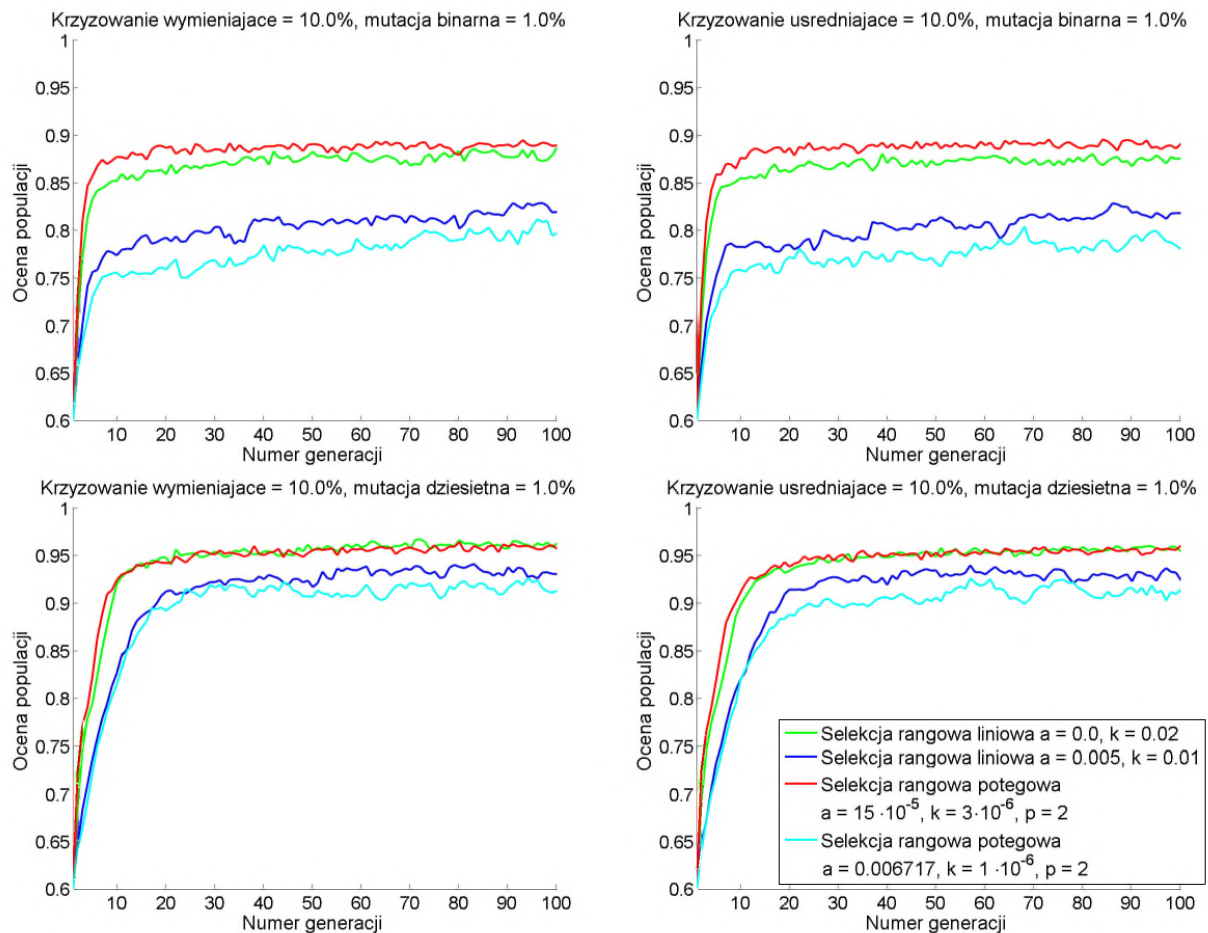 Krzyzowanie wymieniajace = 10.0%, mutacja binarna = 1.0%
1
0.95
0.9
0.85
0.8
0.75
0.7
0.65
0.6
Ocena populacji
10 20 30 40 50 60 70 80 90 100
Numer generacji
Krzyzowanie usredniajace = 10.0%, mutacja binarna = 1.0%
1
0.95
0.9
0.85
0.8
0.75
0.7
0.65
0.6
Ocena populacji
10 20 30 40 50 60 70 80 90 100
Numer generacji
Krzyzowanie wymieniajace = 10.0%, mutacja dziesietna = 1.0%
1
0.95
0.9
0.85
0.8
0.75
0.7
0.65
0.6
Ocena populacji
10 20 30 40 50 60 70 80 90 100
Numer generacji
Krzyzowanie usredniajace = 10.0%, mutacja dziesietna = 1.0%
1
0.95
0.9
0.85
0.8
0.75
0.7
0.65
0.6
Ocena populacji
10 20 30 40 50 60 70 80 90 100
Numer generacji
Selekcja rangowa liniowa a = 0.0, k = 0.02
Selekcja rangowa liniowa a = 0.005, k = 0.01
Selekcja rangowa potegowa
a = 15 ·10⁻⁵, k = 3·10⁻⁶, p = 2
Selekcja rangowa potegowa
a = 0.006717, k = 1 ·10⁻⁶, p = 2